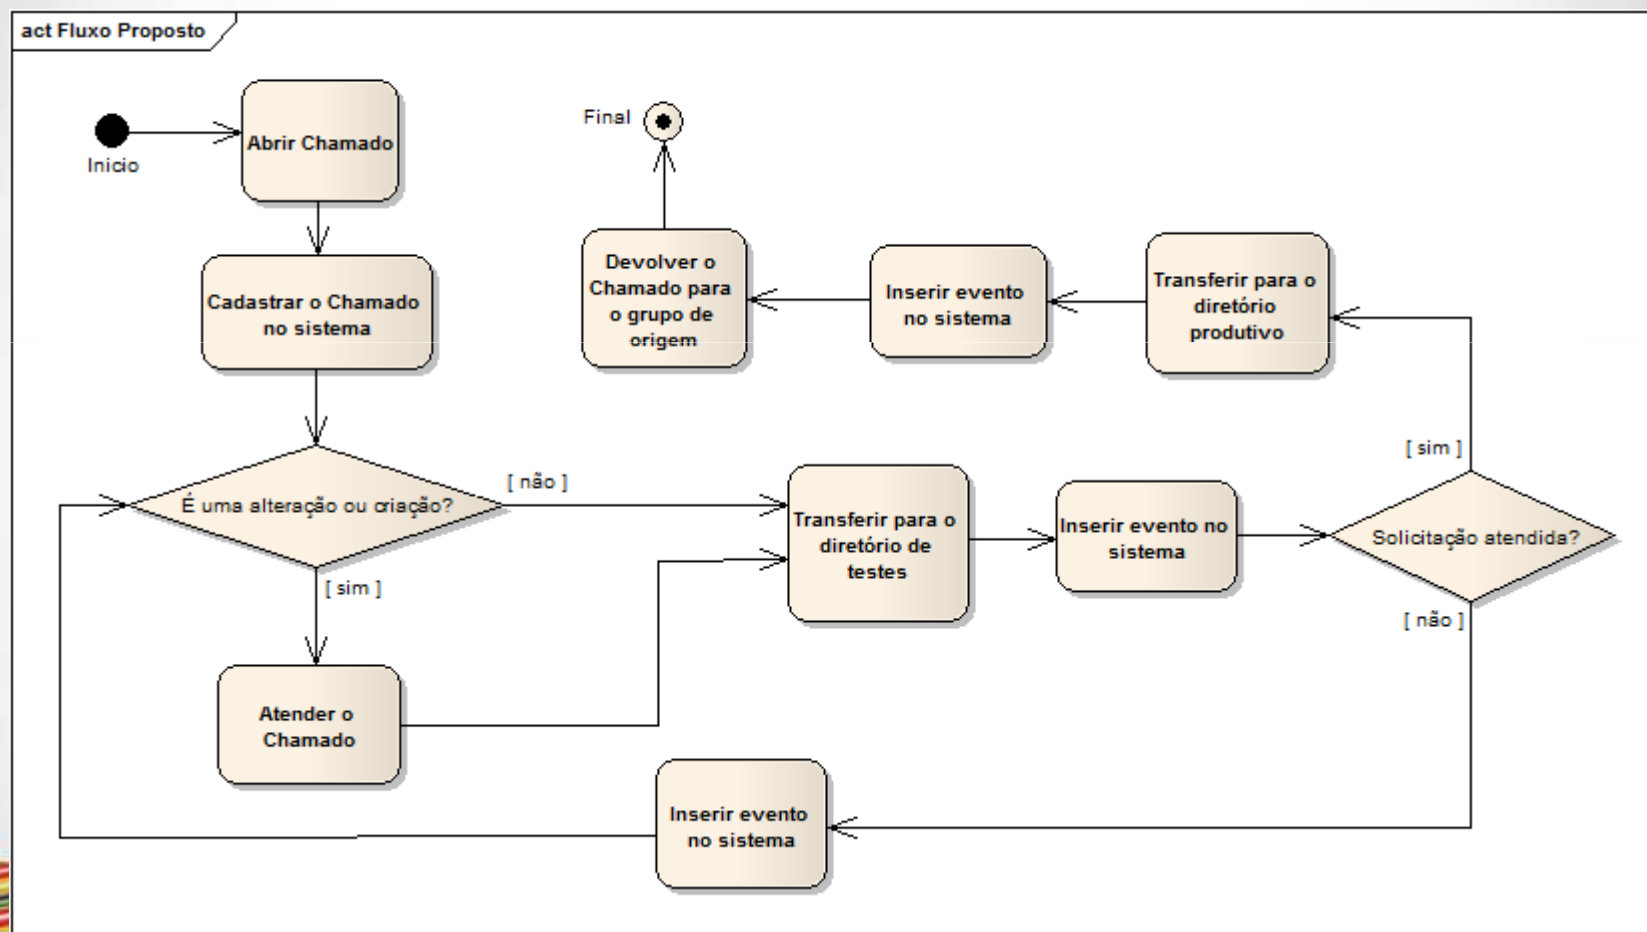 act Fluxo Proposto
Inicio
Abrir Chamado
Final
Cadastrar o Chamado
no sistema
Devolver o
Chamado para
o grupo de
origem
Inserir evento
no sistema
Transferir para o
diretório
produtivo
É uma alteração ou criação?
[ não ]
[ sim ]
Atender o
Chamado
Transferir para o
diretório de
testes
Inserir evento no
sistema
Solicitação atendida?
[ sim ]
[ não ]
Inserir evento
no sistema